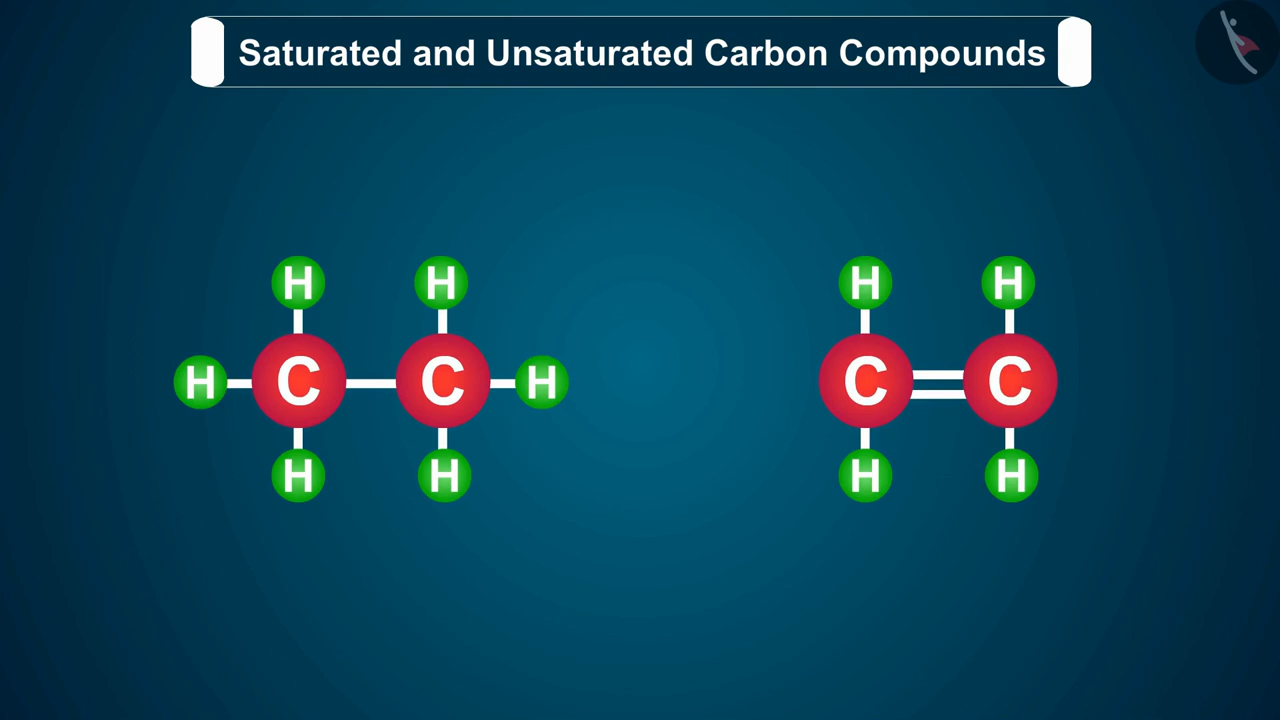 Saturated and Unsaturated Carbon Compounds
H H H H
H C C H C C
H H H H